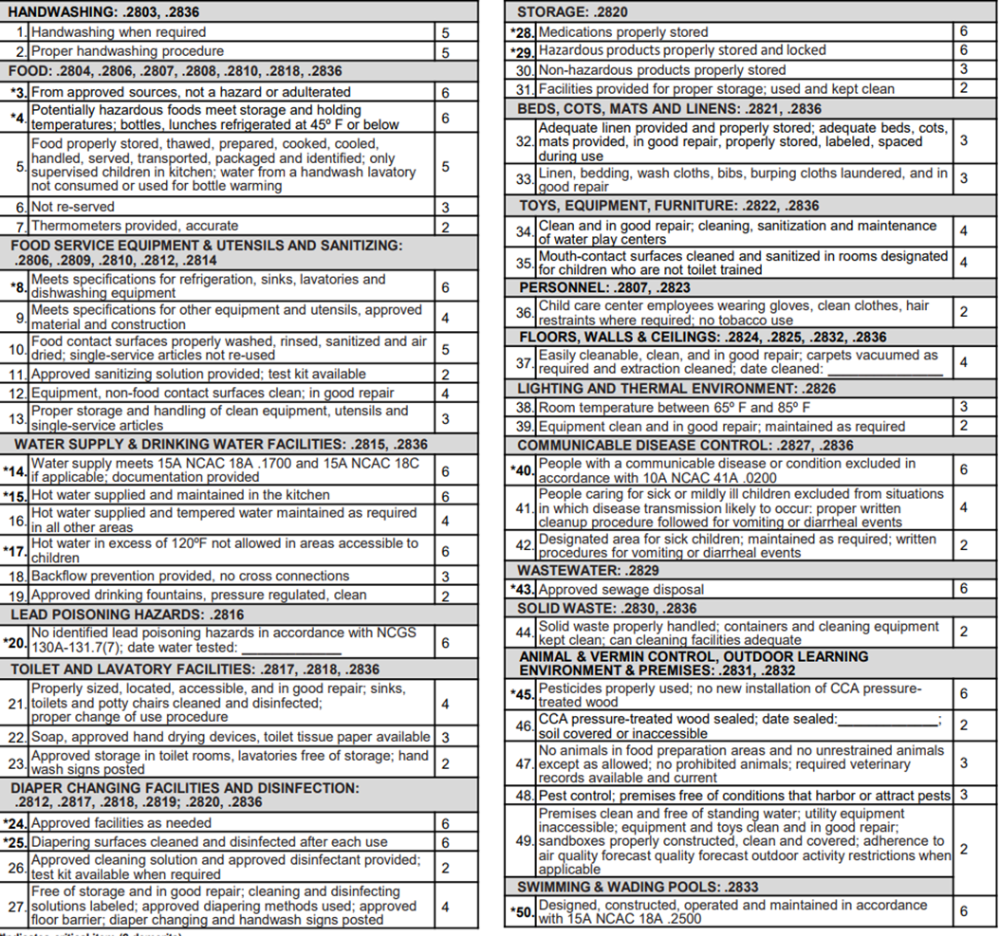 HANDWASHING: .2803, .2836
1. Handwashing when required 5
2. Proper handwashing procedure 5
FOOD: .2804, .2806, .2807, .2808, .2810, .2818, .2836
*3. From approved sources, not a hazard or adulterated 6
*4. Potentially hazardous foods meet storage and holding
temperatures; bottles, lunches refrigerated at 45º F or below 6
5. Food properly stored, thawed, prepared, cooked, cooled,
handled, served, transported, packaged and identified; only
supervised children in kitchen; water from a handwash lavatory
not consumed or used for bottle warming 5
6. Not re-served 3
7. Thermometers provided, accurate 2
FOOD SERVICE EQUIPMENT & UTENSILS AND SANITIZING:
.2806, .2809, .2810, .2812, .2814
*8. Meets specifications for refrigeration, sinks, lavatories and
dishwashing equipment 6
9. Meets specifications for other equipment and utensils, approved
material and construction 4
10. Food contact surfaces properly washed, rinsed, sanitized and air
dried; single-service articles not re-used 5
11. Approved sanitizing solution provided; test kit available 2
12. Equipment, non-food contact surfaces clean; in good repair 4
13. Proper storage and handling of clean equipment, utensils and
single-service articles 3
WATER SUPPLY & DRINKING WATER FACILITIES: .2815, .2836
*14. Water supply meets 15A NCAC 18A .1700 and 15A NCAC 18C
if applicable; documentation provided 6
*15. Hot water supplied and maintained in the kitchen 6
16. Hot water supplied and tempered water maintained as required
in all other areas 4
*17. Hot water in excess of 120ºF not allowed in areas accessible to
children 6
18. Backflow prevention provided, no cross connections 3
19. Approved drinking fountains, pressure regulated, clean 2
LEAD POISONING HAZARDS: .2816
*20. No identified lead poisoning hazards in accordance with NCGS
130A-131.7(7); date water tested: ______________ 6
TOILET AND LAVATORY FACILITIES: .2817, .2818, .2836
21. Properly sized, located, accessible, and in good repair; sinks,
toilets and potty chairs cleaned and disinfected;
proper change of use procedure 4
22. Soap, approved hand drying devices, toilet tissue paper available 3
23. Approved storage in toilet rooms, lavatories free of storage; hand
wash signs posted 2
DIAPER CHANGING FACILITIES AND DISINFECTION:
.2812, .2817, .2818, .2819; .2820, .2836
*24. Approved facilities as needed 6
*25. Diapering surfaces cleaned and disinfected after each use 6
26. Approved cleaning solution and approved disinfectant provided;
test kit available when required 2
27. Free of storage and in good repair; cleaning and disinfecting
solutions labeled; approved diapering methods used; approved
floor barrier; diaper changing and handwash signs posted 4
STORAGE: .2820
*28. Medications properly stored 6
*29. Hazardous products properly stored and locked 6
30. Non-hazardous products properly stored 3
31. Facilities provided for proper storage; used and kept clean 2
BEDS, COTS, MATS AND LINENS: .2821, .2836
32. Adequate linen provided and properly stored; adequate beds, cots,
mats provided, in good repair, properly stored, labeled, spaced
during use 3
33. Linen, bedding, wash cloths, bibs, burping cloths laundered, and in
good repair 3
TOYS, EQUIPMENT, FURNITURE: .2822, .2836
34. Clean and in good repair; cleaning, sanitization and maintenance
of water play centers 4
35. Mouth-contact surfaces cleaned and sanitized in rooms designated
for children who are not toilet trained 4
PERSONNEL: .2807, .2823
36. Child care center employees wearing gloves, clean clothes, hair
restraints where required; no tobacco use 2
FLOORS, WALLS & CEILINGS: .2824, .2825, .2832, .2836
37. Easily cleanable, clean, and in good repair; carpets vacuumed as
required and extraction cleaned; date cleaned: ________________ 4
LIGHTING AND THERMAL ENVIRONMENT: .2826
38. Room temperature between 65º F and 85º F 3
39. Equipment clean and in good repair; maintained as required 2
COMMUNICABLE DISEASE CONTROL: .2827, .2836
*40. People with a communicable disease or condition excluded in
accordance with 10A NCAC 41A .0200 6
41. People caring for sick or mildly ill children excluded from situations
in which disease transmission likely to occur: proper written
cleanup procedure followed for vomiting or diarrheal events 4
42. Designated area for sick children; maintained as required; written
procedures for vomiting or diarrheal events 2
WASTEWATER: .2829
*43. Approved sewage disposal 6
SOLID WASTE: .2830, .2836
44. Solid waste properly handled; containers and cleaning equipment
kept clean; can cleaning facilities adequate 2
ANIMAL & VERMIN CONTROL, OUTDOOR LEARNING
ENVIRONMENT & PREMISES: .2831, .2832
*45. Pesticides properly used; no new installation of CCA pressure-
treated wood 6
46. CCA pressure-treated wood sealed; date sealed:______________;
soil covered or inaccessible 2
47. No animals in food preparation areas and no unrestrained animals
except as allowed; no prohibited animals; required veterinary
records available and current 3
48. Pest control; premises free of conditions that harbor or attract pests 3
49. Premises clean and free of standing water; utility equipment
inaccessible; equipment and toys clean and in good repair;
sandboxes properly constructed, clean and covered; adherence to
air quality forecast quality forecast outdoor activity restrictions when
applicable 2
SWIMMING & WADING POOLS: .2833
*50. Designed, constructed, operated and maintained in accordance
with 15A NCAC 18A .2500 6